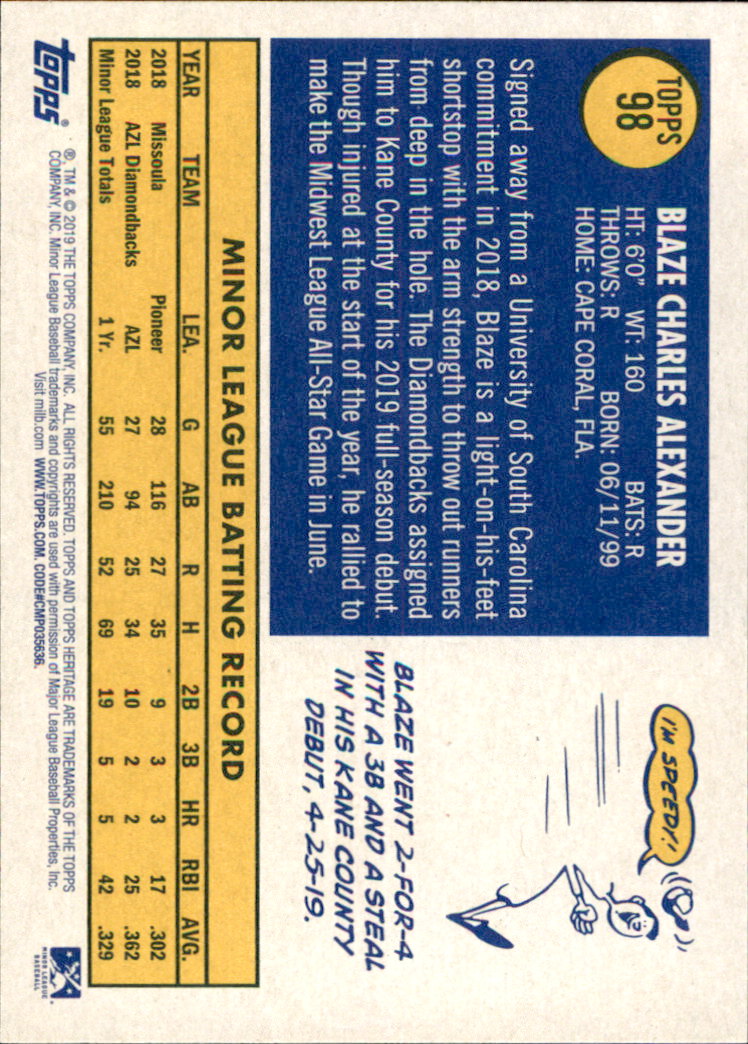 TOPPS
98
BLAZE CHARLES ALEXANDER
HT: 6'0" WT: 160 BATS: R
THROWS: R BORN: 06/11/99
HOME: CAPE CORAL, FLA.
Signed away from a University of South Carolina
commitment in 2018, Blaze is a light-on-his-feet
shortstop with the arm strength to throw out runners
from deep in the hole. The Diamondbacks assigned
him to Kane County for his 2019 full-season debut.
Though injured at the start of the year, he rallied to
make the Midwest League All-Star Game in June.
I'M SPEEDY!
BLAZE WENT 2-FOR-4
WITH A 3B AND A STEAL
IN HIS KANE COUNTY
DEBUT, 4-25-19.
MINOR LEAGUE BATTING RECORD
YEAR TEAM LEA. G AB R H 2B 3B HR RBI AVG.
2018 Missoula Pioneer 28 116 27 35 9 3 3 17 .302
2018 AZL Diamondbacks AZL 27 94 25 34 10 2 2 25 .362
Minor League Totals 1 Yr. 55 210 52 69 19 5 5 42 .329
topps®
®, TM & © 2019 THE TOPPS COMPANY, INC. ALL RIGHTS RESERVED. TOPPS AND TOPPS HERITAGE ARE TRADEMARKS OF THE TOPPS
COMPANY, INC. Minor League Baseball trademarks and copyrights are used with permission of Major League Baseball Properties, Inc.
Visit milb.com WWW.TOPPS.COM. CODE#CMP035636.
MINOR LEAGUE
BASEBALL